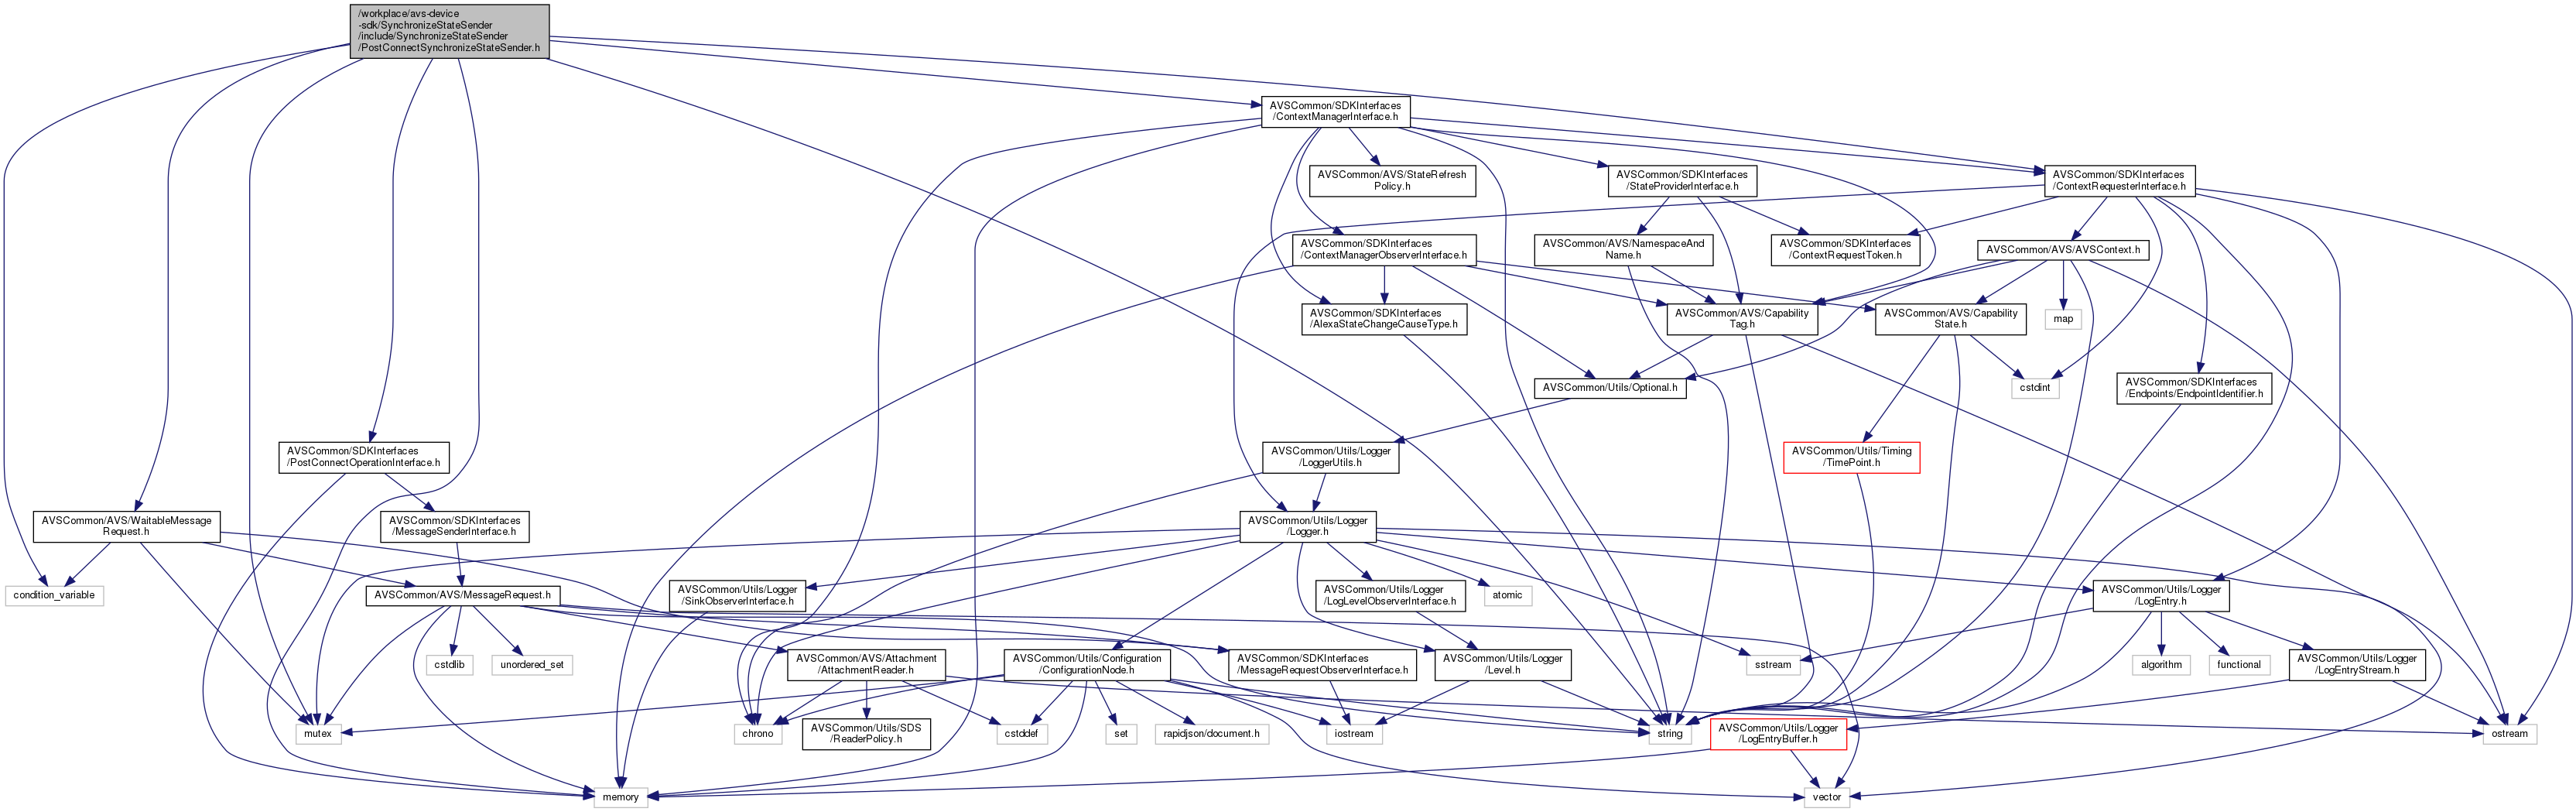 /workplace/avs-device
-sdk/SynchronizeStateSender
/include/SynchronizeStateSender
/PostConnectSynchronizeStateSender.h
AVSCommon/SDKInterfaces
/ContextManagerInterface.h
AVSCommon/AVS/StateRefresh
Policy.h
AVSCommon/SDKInterfaces
/StateProviderInterface.h
AVSCommon/SDKInterfaces
/ContextRequesterInterface.h
AVSCommon/SDKInterfaces
/ContextManagerObserverInterface.h
AVSCommon/AVS/NamespaceAnd
Name.h
AVSCommon/SDKInterfaces
/ContextRequestToken.h
AVSCommon/AVS/AVSContext.h
AVSCommon/SDKInterfaces
/AlexaStateChangeCauseType.h
AVSCommon/AVS/Capability
Tag.h
AVSCommon/AVS/Capability
State.h
map
AVSCommon/Utils/Optional.h
cstdint
AVSCommon/SDKInterfaces
/Endpoints/EndpointIdentifier.h
AVSCommon/SDKInterfaces
/PostConnectOperationInterface.h
AVSCommon/Utils/Logger
/LoggerUtils.h
AVSCommon/Utils/Timing
/TimePoint.h
AVSCommon/AVS/WaitableMessage
Request.h
AVSCommon/SDKInterfaces
/MessageSenderInterface.h
AVSCommon/Utils/Logger
/Logger.h
condition_variable
AVSCommon/AVS/MessageRequest.h
AVSCommon/Utils/Logger
/SinkObserverInterface.h
AVSCommon/Utils/Logger
/LogLevelObserverInterface.h
atomic
AVSCommon/Utils/Logger
/LogEntry.h
cstdlib
unordered_set
AVSCommon/AVS/Attachment
/AttachmentReader.h
AVSCommon/Utils/Configuration
/ConfigurationNode.h
AVSCommon/SDKInterfaces
/MessageRequestObserverInterface.h
AVSCommon/Utils/Logger
/Level.h
sstream
algorithm
functional
AVSCommon/Utils/Logger
/LogEntryStream.h
mutex
chrono
AVSCommon/Utils/SDS
/ReaderPolicy.h
cstddef
set
rapidjson/document.h
iostream
string
AVSCommon/Utils/Logger
/LogEntryBuffer.h
ostream
memory
vector